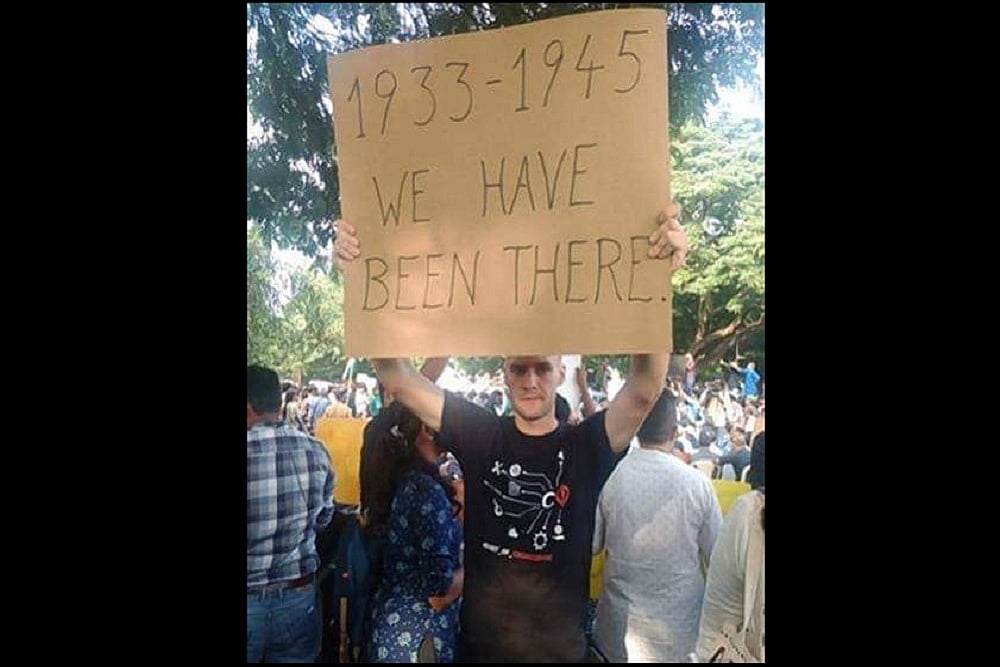 1933-1945
WE HAVE
BEEN THERE.